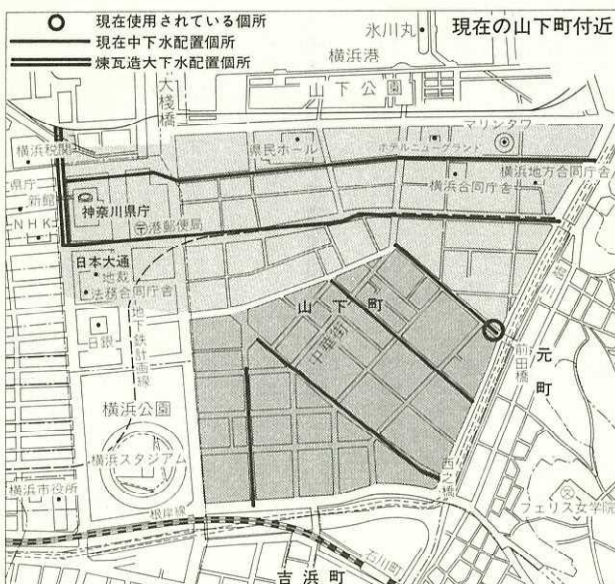 現在使用されている個所
現在中下水配置個所
煉瓦造大下水配置個所
現在の山下町付近
氷川丸
横浜港
大桟橋
山下公園
マリンタワー
横浜税関
県民ホール
ホテルニューグランド
県庁
新館
横浜合同庁舎
横浜地方合同庁舎
神奈川県庁
NHK
〒港郵便局
日本大通
地裁
法務合同庁舎
地下鉄計画線
山下町
中華街
堀川
日銀
前田橋
元町
横浜公園
横浜スタジアム
西之橋
横浜市役所
根岸線
フェリス女学院
石川町
吉浜町